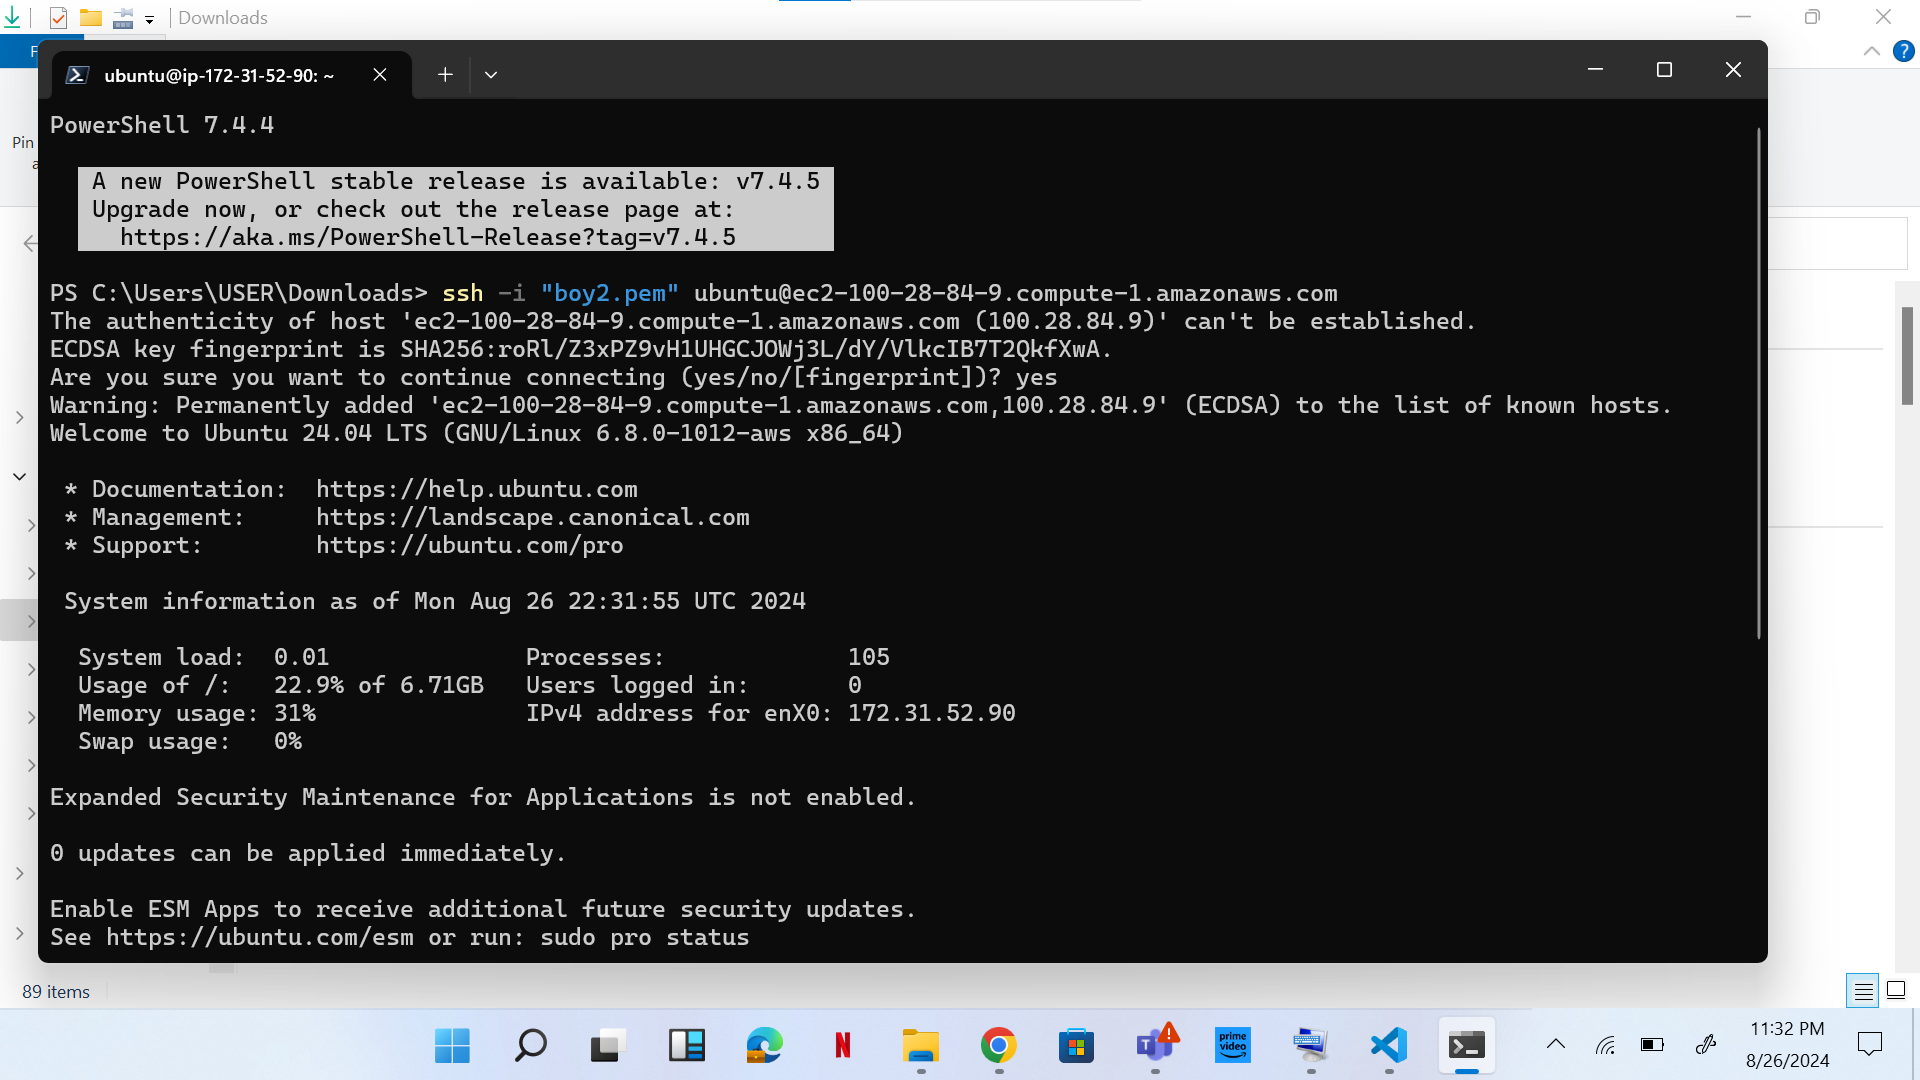 Downloads
F
ubuntu@ip-172-31-52-90: ~
Pin
a
PowerShell 7.4.4
A new PowerShell stable release is available: v7.4.5
Upgrade now, or check out the release page at:
https://aka.ms/PowerShell-Release?tag=v7.4.5
PS C:\Users\USER\Downloads> ssh -i "boy2.pem" ubuntu@ec2-100-28-84-9.compute-1.amazonaws.com
The authenticity of host 'ec2-100-28-84-9.compute-1.amazonaws.com (100.28.84.9)' can't be established.
ECDSA key fingerprint is SHA256:roRl/Z3xPZ9vH1UHGCJOWj3L/dY/VlkcIB7T2QkfXwA.
Are you sure you want to continue connecting (yes/no/[fingerprint])? yes
Warning: Permanently added 'ec2-100-28-84-9.compute-1.amazonaws.com,100.28.84.9' (ECDSA) to the list of known hosts.
Welcome to Ubuntu 24.04 LTS (GNU/Linux 6.8.0-1012-aws x86_64)
* Documentation:  https://help.ubuntu.com
* Management:     https://landscape.canonical.com
* Support:        https://ubuntu.com/pro
System information as of Mon Aug 26 22:31:55 UTC 2024
System load:  0.01              Processes:             105
Usage of /:   22.9% of 6.71GB   Users logged in:       0
Memory usage: 31%               IPv4 address for enX0: 172.31.52.90
Swap usage:   0%
Expanded Security Maintenance for Applications is not enabled.
0 updates can be applied immediately.
Enable ESM Apps to receive additional future security updates.
See https://ubuntu.com/esm or run: sudo pro status
89 items
prime
video
11:32 PM
8/26/2024